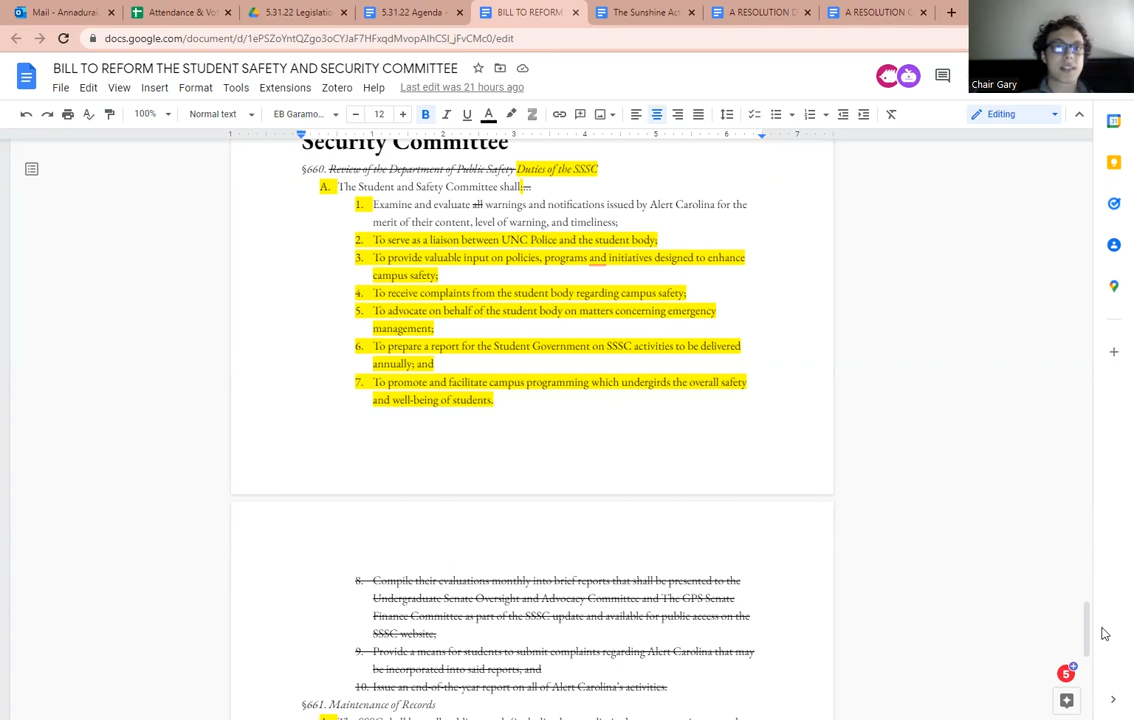 Mail - Annadurai
Attendance & Vo
5.31.22 Legislatio
5.31.22 Agenda -
BILL TO REFORM
The Sunshine Act
A RESOLUTION D
A RESOLUTION C
docs.google.com/document/d/1ePSZoYntQZgo3oCYJaF7HFxqdMvopAIhCSI_jFvCMc0/edit
BILL TO REFORM THE STUDENT SAFETY AND SECURITY COMMITTEE
File Edit View Insert Format Tools Extensions Zotero Help Last edit was 21 hours ago
Chair Gary
100% Normal text EB Garamo... 12 B I U A Editing
1 1 2 3 4 5 6 7
Security Committee
§660. Review of the Department of Public Safety Duties of the SSSC
A. The Student and Safety Committee shall:
1. Examine and evaluate all warnings and notifications issued by Alert Carolina for the
merit of their content, level of warning, and timeliness;
2. To serve as a liaison between UNC Police and the student body;
3. To provide valuable input on policies, programs and initiatives designed to enhance
campus safety;
4. To receive complaints from the student body regarding campus safety;
5. To advocate on behalf of the student body on matters concerning emergency
management;
6. To prepare a report for the Student Government on SSSC activities to be delivered
annually; and
7. To promote and facilitate campus programming which undergirds the overall safety
and well-being of students.
8. Compile their evaluations monthly into brief reports that shall be presented to the
Undergraduate Senate Oversight and Advocacy Committee and The GPS Senate
Finance Committee as part of the SSSC update and available for public access on the
SSSC website;
9. Provide a means for students to submit complaints regarding Alert Carolina that may
be incorporated into said reports; and
10. Issue an end-of-the-year report on all of Alert Carolina's activities.
5
§661. Maintenance of Records